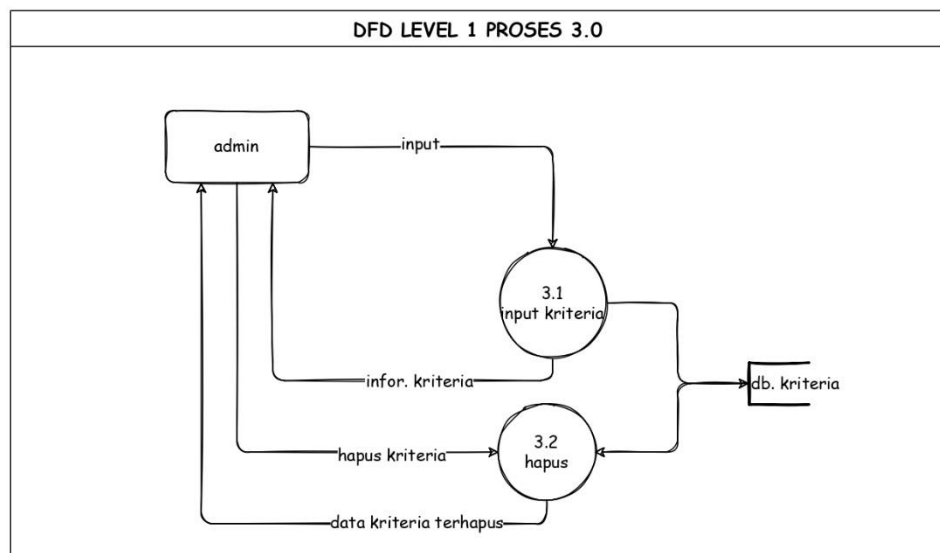 DFD LEVEL 1 PROSES 3.0
admin
input
3.1
input kriteria
infor. kriteria
db. kriteria
3.2
hapus
hapus kriteria
data kriteria terhapus